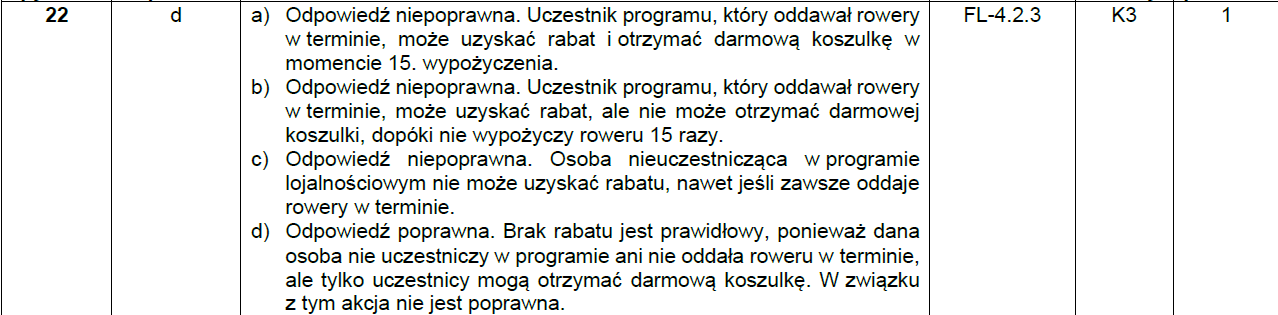 22 d a) Odpowiedź niepoprawna. Uczestnik programu, który oddawał rowery FL-4.2.3 K3 1
w terminie, może uzyskać rabat i otrzymać darmową koszulkę w
momencie 15. wypożyczenia.
b) Odpowiedź niepoprawna. Uczestnik programu, który oddawał rowery
w terminie, może uzyskać rabat, ale nie może otrzymać darmowej
koszulki, dopóki nie wypożyczy roweru 15 razy.
c) Odpowiedź niepoprawna. Osoba nieuczestnicząca w programie
lojalnościowym nie może uzyskać rabatu, nawet jeśli zawsze oddaje
rowery w terminie.
d) Odpowiedź poprawna. Brak rabatu jest prawidłowy, ponieważ dana
osoba nie uczestniczy w programie ani nie oddała roweru w terminie,
ale tylko uczestnicy mogą otrzymać darmową koszulkę. W związku
z tym akcja nie jest poprawna.